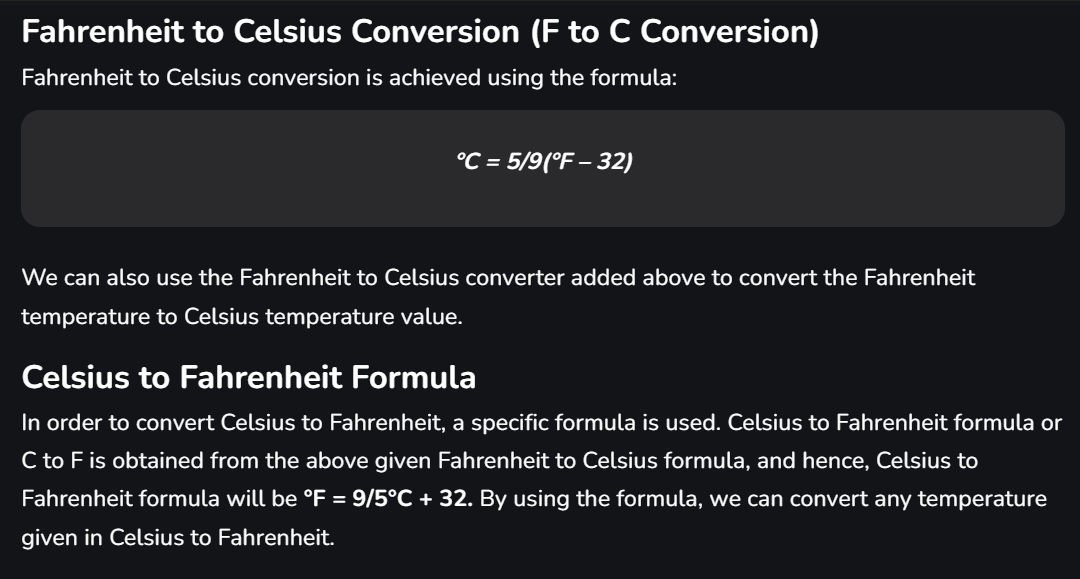 Fahrenheit to Celsius Conversion (F to C Conversion)
Fahrenheit to Celsius conversion is achieved using the formula:
°C = 5/9(°F – 32)
We can also use the Fahrenheit to Celsius converter added above to convert the Fahrenheit
temperature to Celsius temperature value.
Celsius to Fahrenheit Formula
In order to convert Celsius to Fahrenheit, a specific formula is used. Celsius to Fahrenheit formula or
C to F is obtained from the above given Fahrenheit to Celsius formula, and hence, Celsius to
Fahrenheit formula will be °F = 9/5°C + 32. By using the formula, we can convert any temperature
given in Celsius to Fahrenheit.